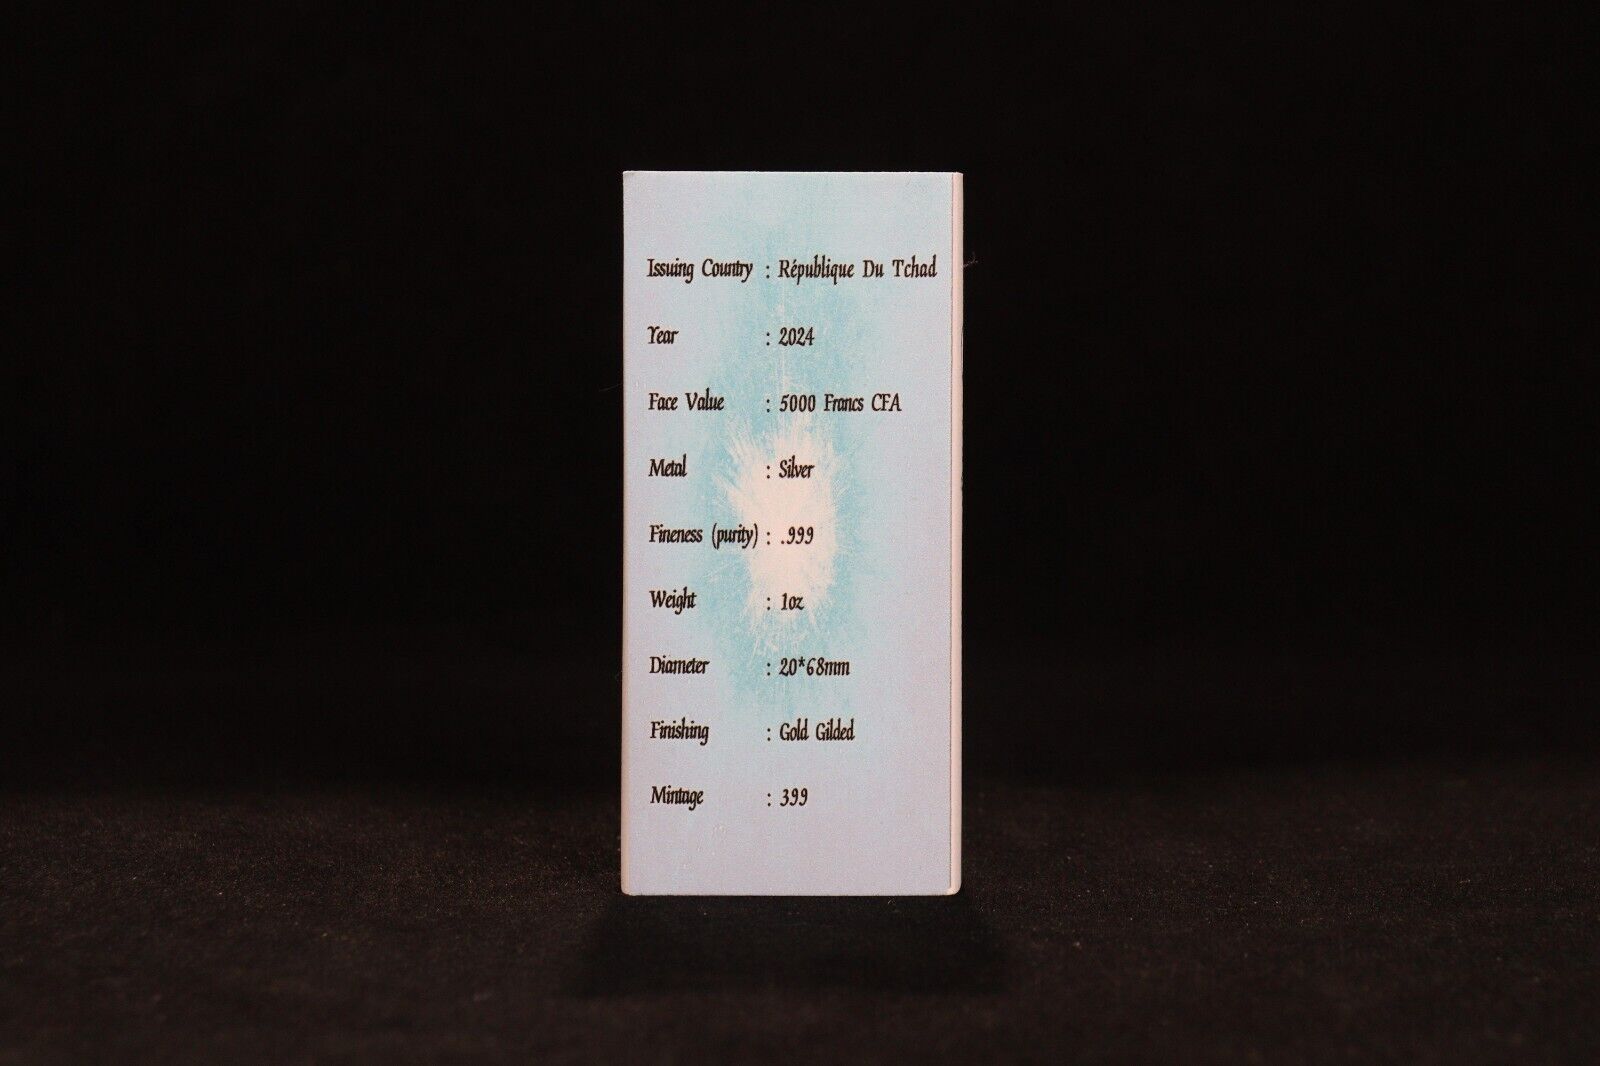 Issuing Country : République Du Tchad
Year : 2024
Face Value : 5000 Francs CFA
Metal : Silver
Fineness (purity) : .999
Weight : 1oz
Diameter : 20*68mm
Finishing : Gold Gilded
Mintage : 399